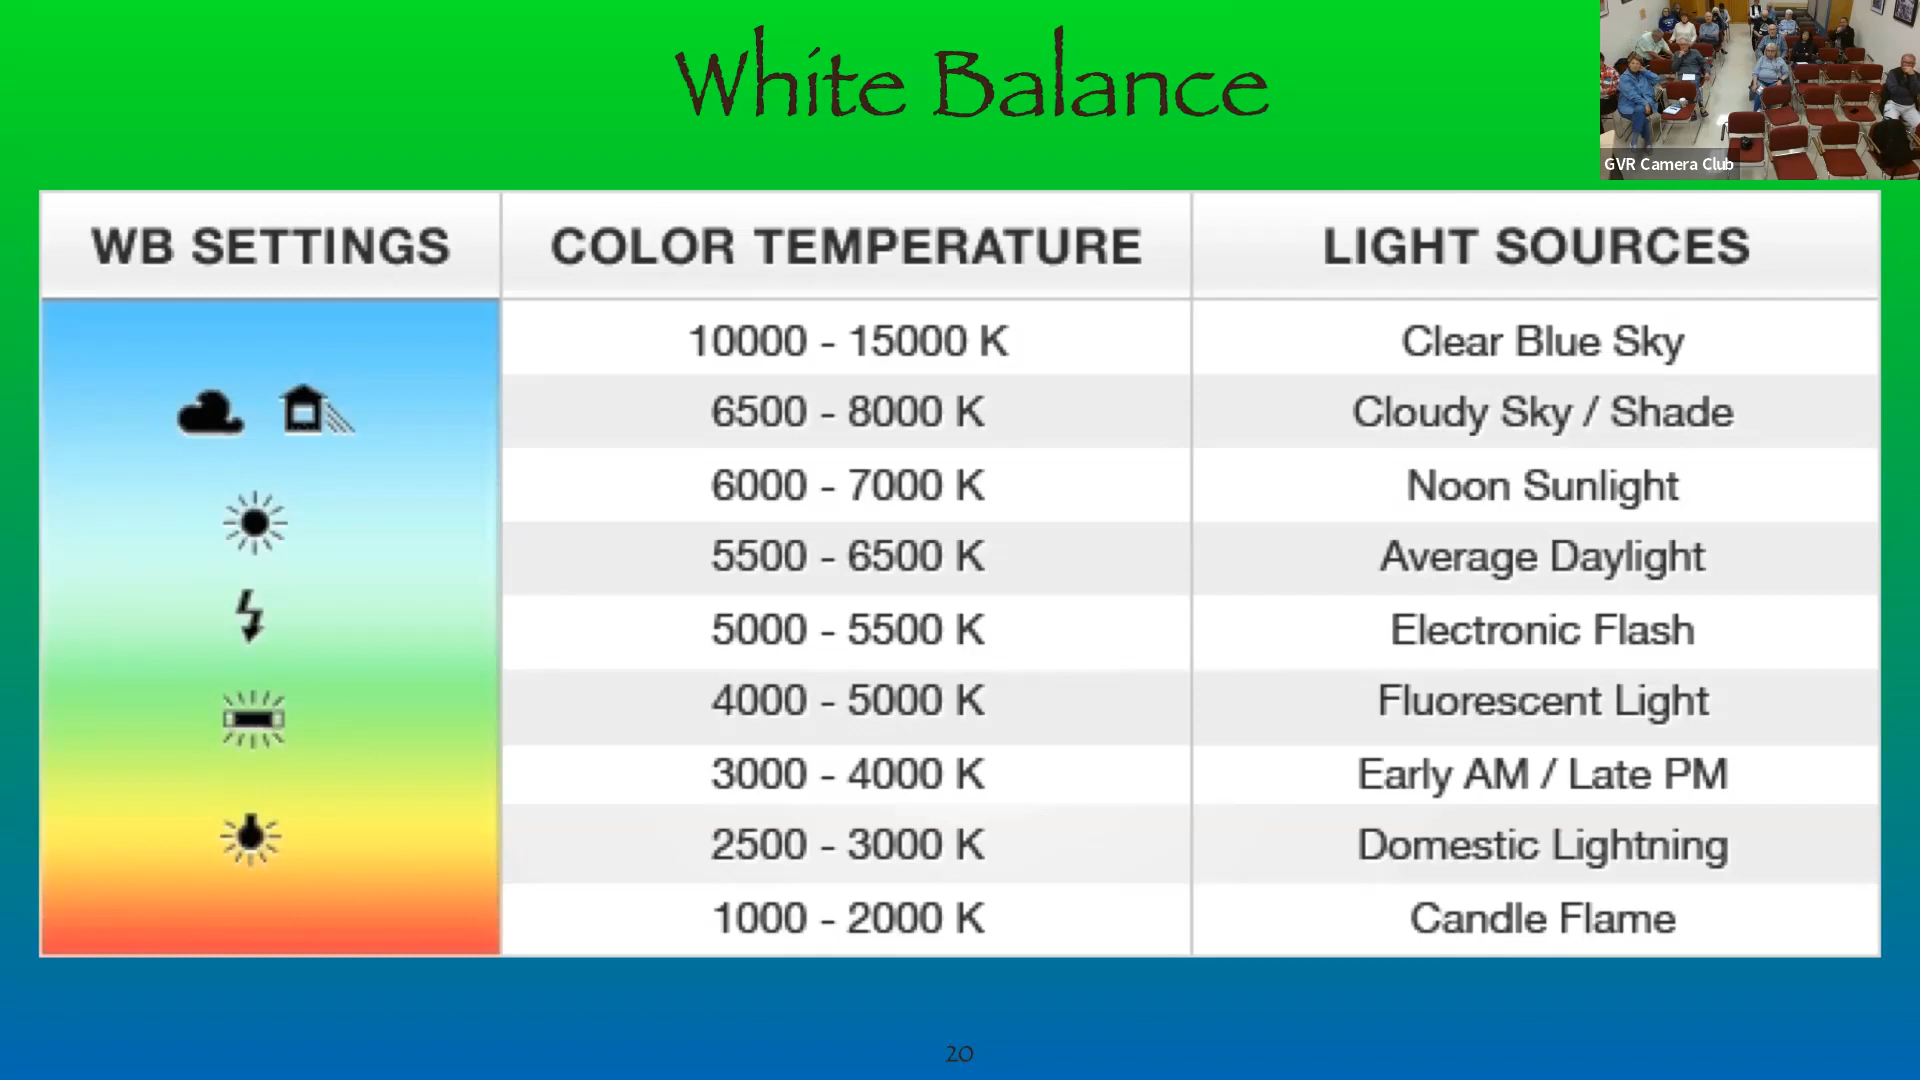 White Balance
GVR Camera Club
WB SETTINGS COLOR TEMPERATURE LIGHT SOURCES
10000 - 15000 K Clear Blue Sky
6500 - 8000 K Cloudy Sky / Shade
6000 - 7000 K Noon Sunlight
5500 - 6500 K Average Daylight
5000 - 5500 K Electronic Flash
4000 - 5000 K Fluorescent Light
3000 - 4000 K Early AM / Late PM
2500 - 3000 K Domestic Lightning
1000 - 2000 K Candle Flame
20